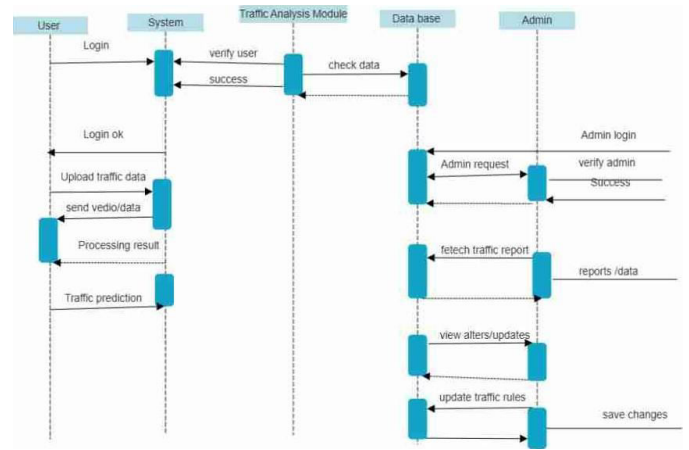 User
System
Traffic Analysis Module
Data base
Admin
Login
verify user
check data
success
Login ok
Admin login
Admin request
verify admin
Success
Upload traffic data
send vedio/data
Processing result
fetech traffic report
reports /data
Traffic prediction
view alters/updates
update traffic rules
save changes